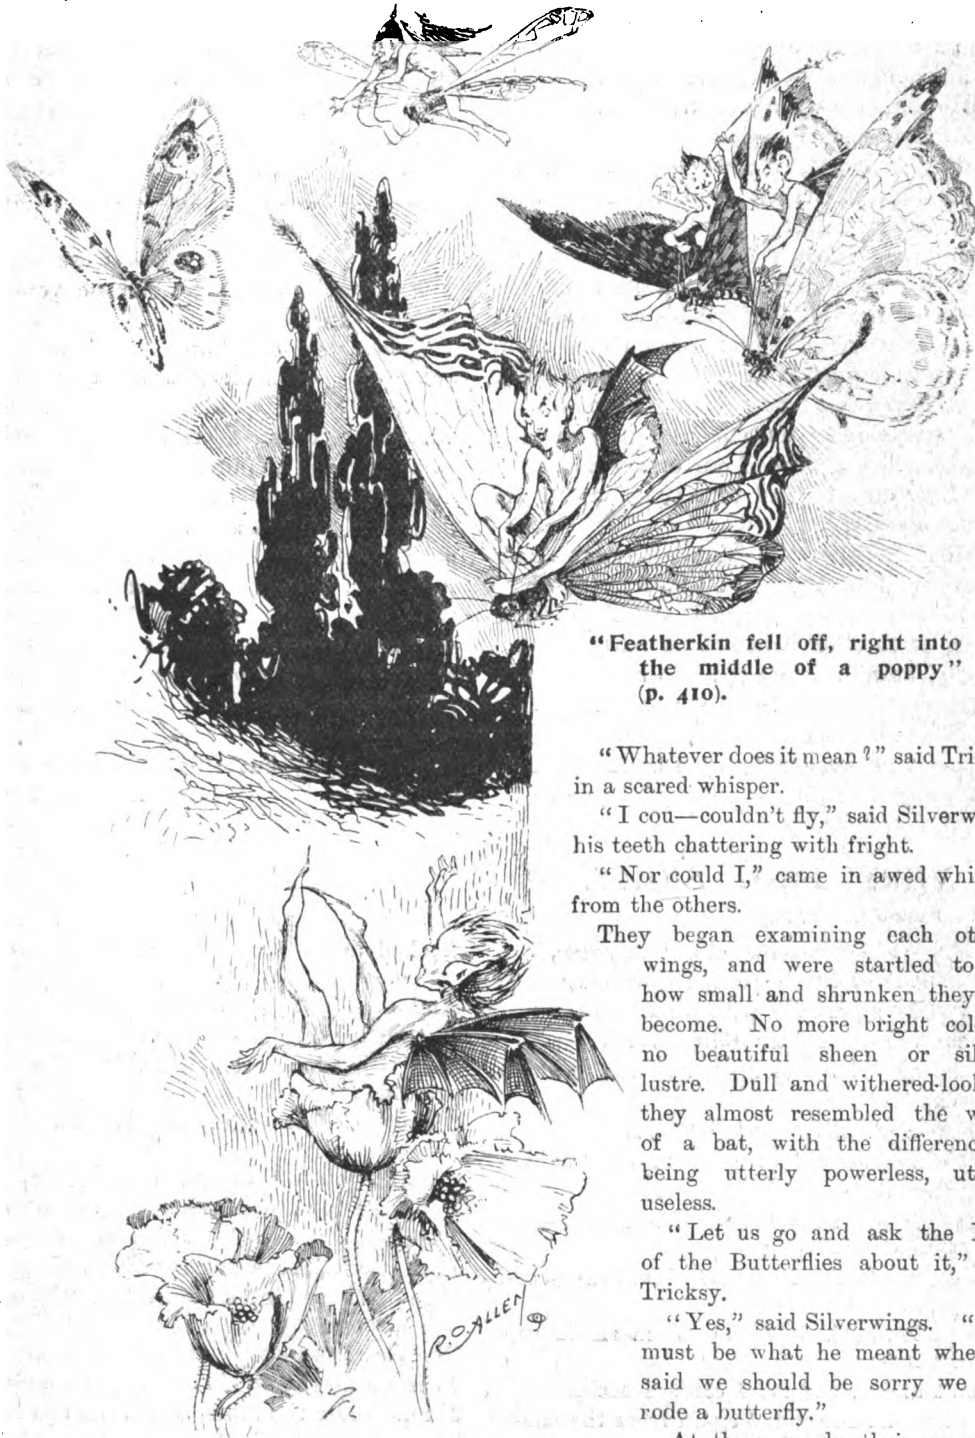 “Featherkin fell off, right into
the middle of a poppy”
(p. 410).
“Whatever does it mean?” said Tri
in a scared whisper.
“I cou—couldn’t fly,” said Silverw
his teeth chattering with fright.
“Nor could I,” came in awed whi
from the others.
They began examining each ot
wings, and were startled to
how small and shrunken they
become. No more bright col
no beautiful sheen or sil
lustre. Dull and withered-lool
they almost resembled the w
of a bat, with the differenc
being utterly powerless, ut
useless.
“Let us go and ask the
of the Butterflies about it,”
Tricksy.
“Yes,” said Silverwings. “
must be what he meant whe
said we should be sorry we
rode a butterfly.”
R.O. ALLEN